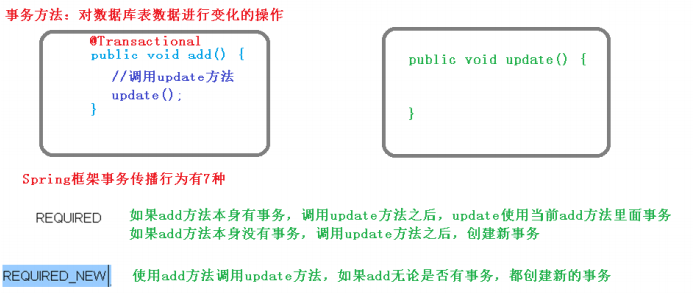 事务方法：对数据库表数据进行变化的操作
@Transactional
public void add() {
//调用update方法
update();
}
public void update() {
}
Spring框架事务传播行为有7种
REQUIRED
如果add方法本身有事务，调用update方法之后，update使用当前add方法里面事务
如果add方法本身没有事务，调用update方法之后，创建新事务
REQUIRED_NEW
使用add方法调用update方法，如果add无论是否有事务，都创建新的事务